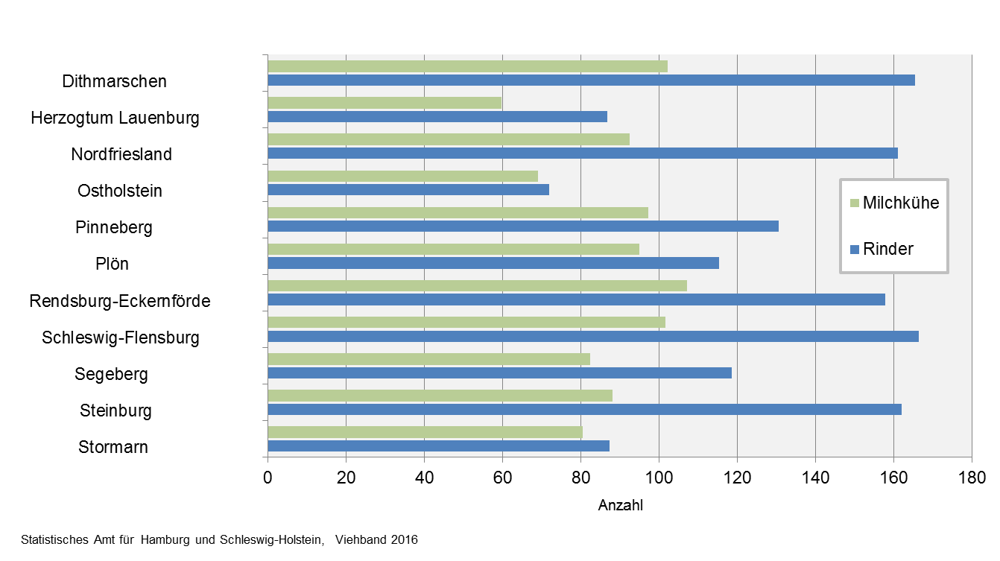 Dithmarschen
Herzogtum Lauenburg
Nordfriesland
Ostholstein
Pinneberg
Plön
Rendsburg-Eckernförde
Schleswig-Flensburg
Segeberg
Steinburg
Stormarn
Milchkühe
Rinder
0 20 40 60 80 100 120 140 160 180
Anzahl
Statistisches Amt für Hamburg und Schleswig-Holstein, Viehband 2016